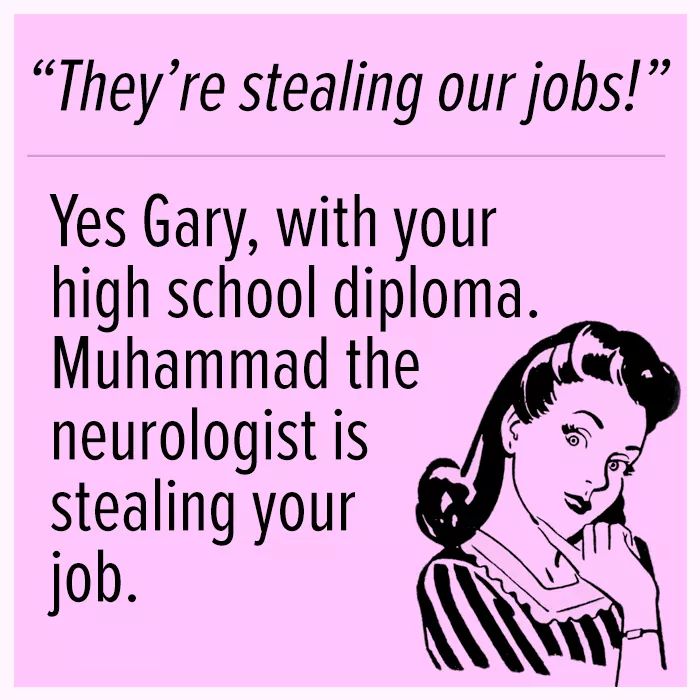 “They’re stealing our jobs!”
Yes Gary, with your
high school diploma.
Muhammad the
neurologist is
stealing your
job.